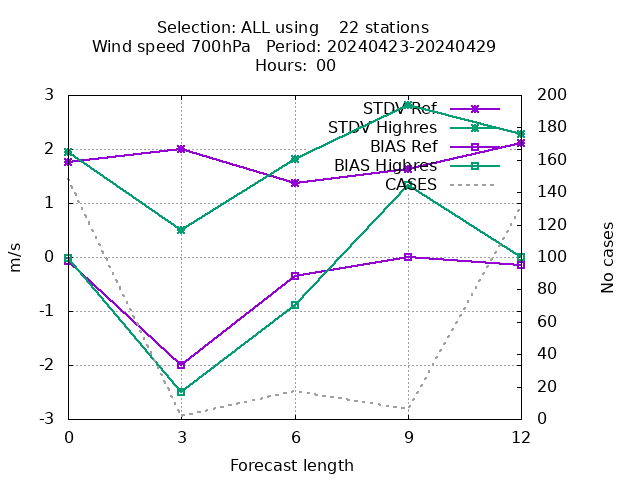 Selection: ALL using    22 stations
Wind speed 700hPa   Period: 20240423-20240429
Hours: 00
3
2
1
0
-1
-2
-3
m/s
STDV Ref
STDV Highres
BIAS Ref
BIAS Highres
CASES
200
180
160
140
120
100
80
60
40
20
0
No cases
0 3 6 9 12
Forecast length